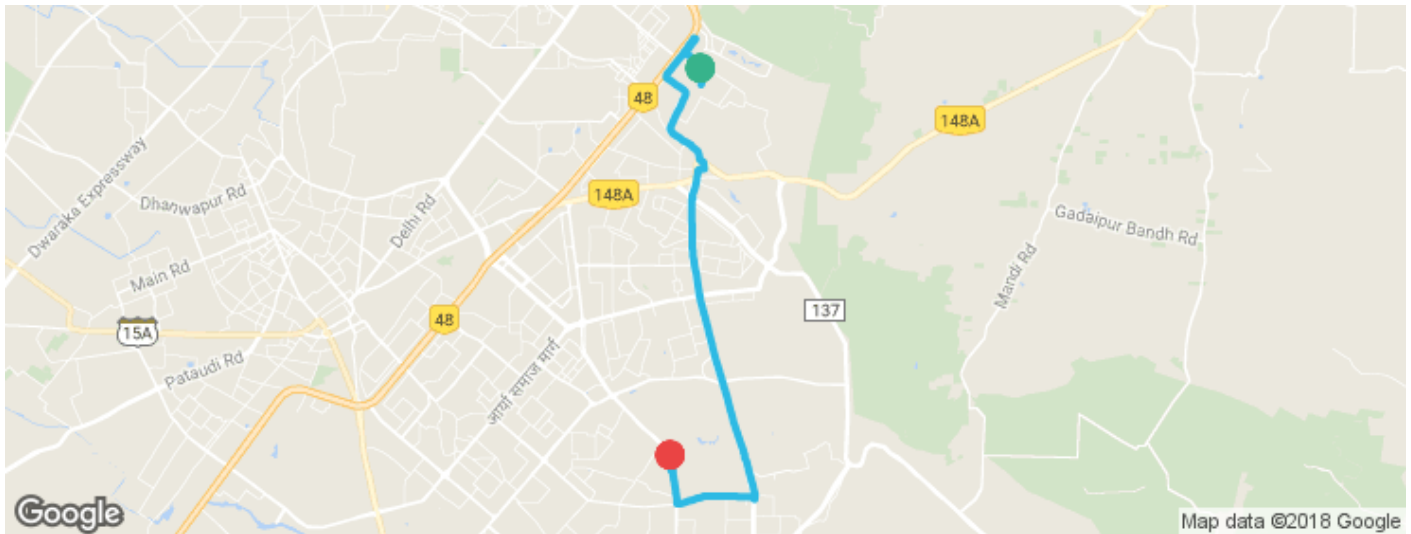 48
148A
Dwaraka Expressway
Dhanwapur Rd
Delhi Rd
148A
Gadaipur Bandh Rd
Main Rd
Mandi Rd
137
15A
48
Pataudi Rd
आर्या समाज मार्ग
Google
Map data ©2018 Google